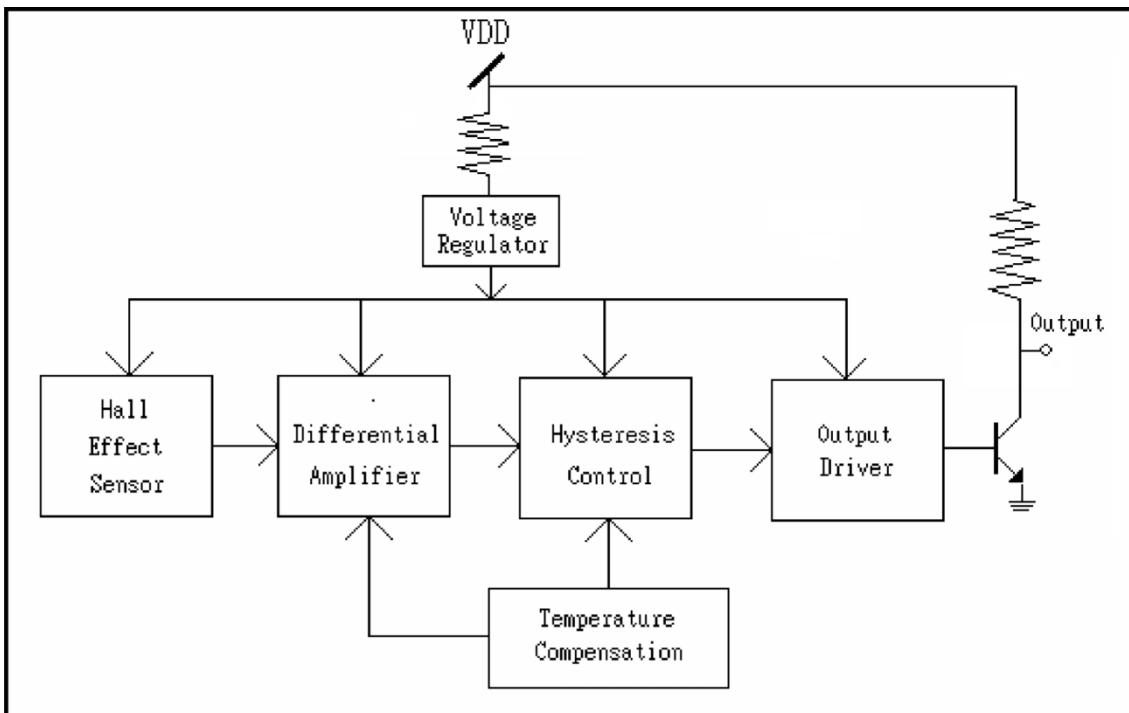 VDD
Voltage
Regulator
Output
Hall
Effect
Sensor
Differential
Amplifier
Hysteresis
Control
Output
Driver
Temperature
Compensation